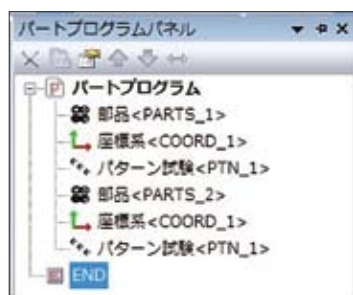 パートプログラムパネル
パートプログラム
部品<PARTS_1>
座標系<COORD_1>
パターン試験<PTN_1>
部品<PARTS_2>
座標系<COORD_1>
パターン試験<PTN_1>
END